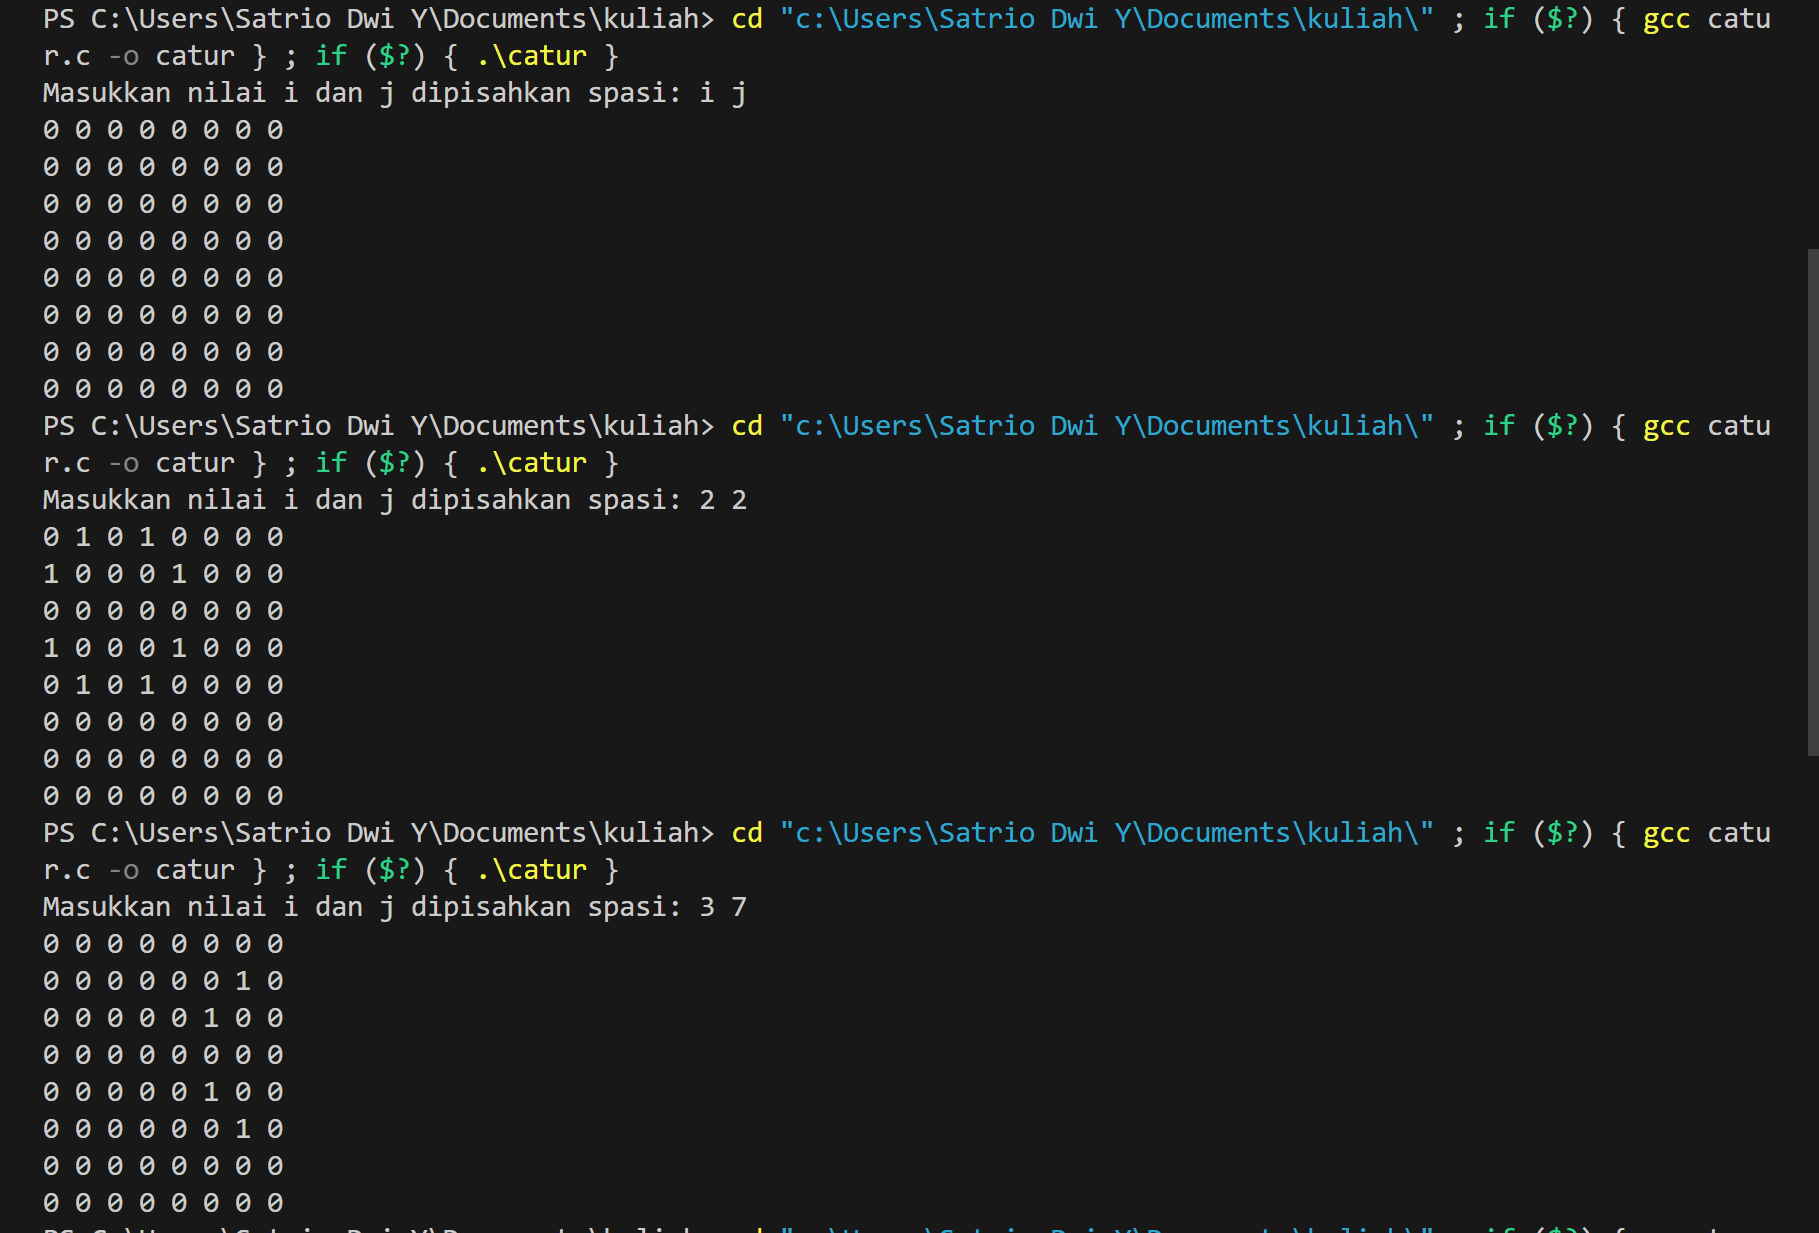 PS C:\Users\Satrio Dwi Y\Documents\kuliah> cd "c:\Users\Satrio Dwi Y\Documents\kuliah\" ; if ($?) { gcc catu
r.c -o catur } ; if ($?) { .\catur }
Masukkan nilai i dan j dipisahkan spasi: i j
0 0 0 0 0 0 0 0
0 0 0 0 0 0 0 0
0 0 0 0 0 0 0 0
0 0 0 0 0 0 0 0
0 0 0 0 0 0 0 0
0 0 0 0 0 0 0 0
0 0 0 0 0 0 0 0
0 0 0 0 0 0 0 0
PS C:\Users\Satrio Dwi Y\Documents\kuliah> cd "c:\Users\Satrio Dwi Y\Documents\kuliah\" ; if ($?) { gcc catu
r.c -o catur } ; if ($?) { .\catur }
Masukkan nilai i dan j dipisahkan spasi: 2 2
0 1 0 1 0 0 0 0
1 0 0 0 1 0 0 0
0 0 0 0 0 0 0 0
1 0 0 0 1 0 0 0
0 1 0 1 0 0 0 0
0 0 0 0 0 0 0 0
0 0 0 0 0 0 0 0
0 0 0 0 0 0 0 0
PS C:\Users\Satrio Dwi Y\Documents\kuliah> cd "c:\Users\Satrio Dwi Y\Documents\kuliah\" ; if ($?) { gcc catu
r.c -o catur } ; if ($?) { .\catur }
Masukkan nilai i dan j dipisahkan spasi: 3 7
0 0 0 0 0 0 0 0
0 0 0 0 0 0 1 0
0 0 0 0 0 1 0 0
0 0 0 0 0 0 0 0
0 0 0 0 0 1 0 0
0 0 0 0 0 0 1 0
0 0 0 0 0 0 0 0
0 0 0 0 0 0 0 0